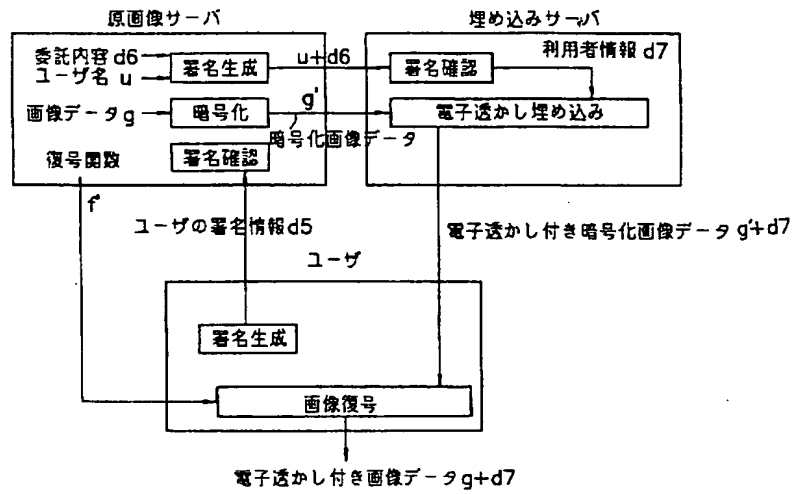 原画像サーバ
埋め込みサーバ
委託内容 d6
ユーザ名 u
署名生成
u+d6
署名確認
利用者情報 d7
画像データ g
暗号化
g'
暗号化画像データ
電子透かし埋め込み
復号関数
署名確認
f'
ユーザの署名情報d5
電子透かし付き暗号化画像データ g'+d7
ユーザ
署名生成
画像復号
電子透かし付き画像データg+d7